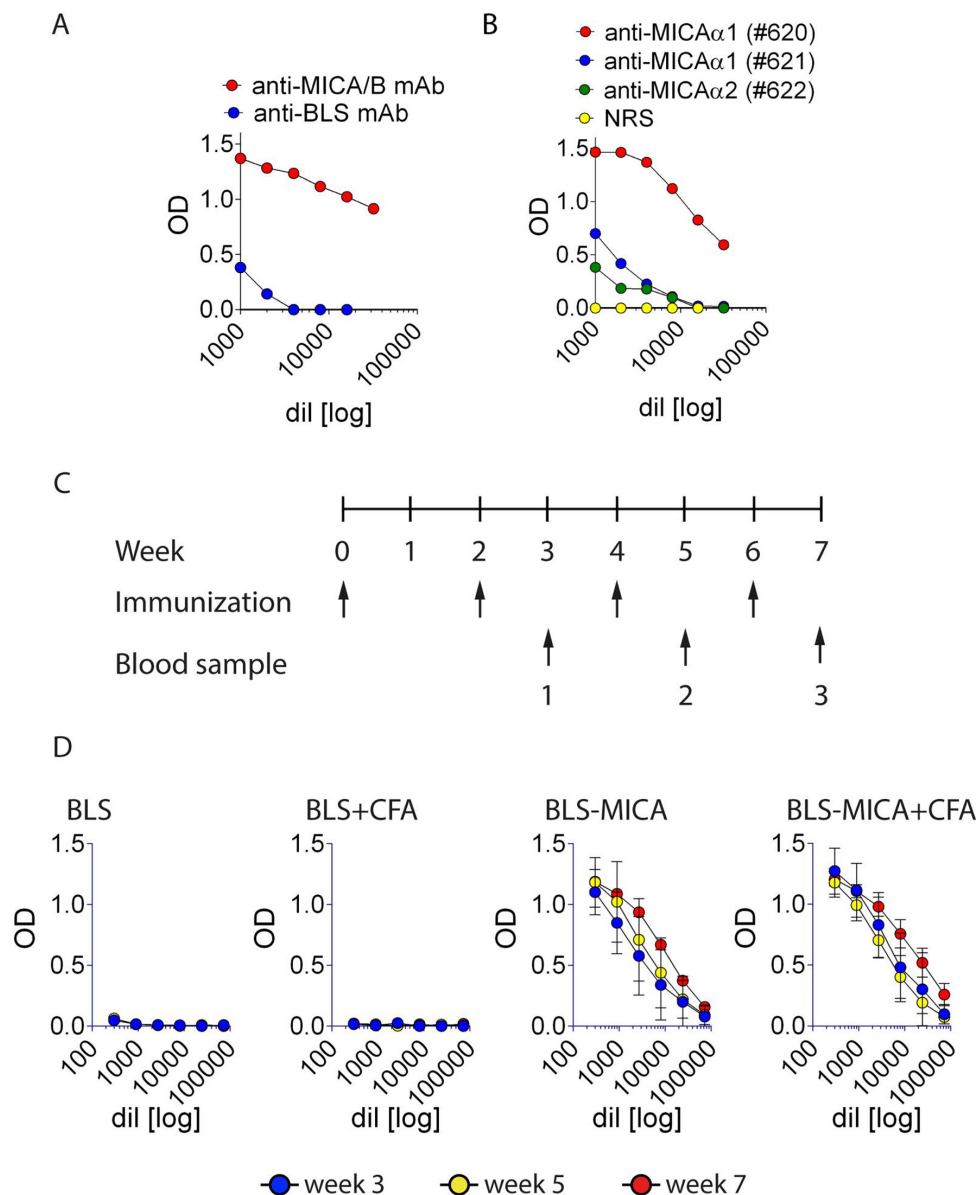 A
anti-MICA/B mAb
anti-BLS mAb
1.5
1.0
0.5
0.0
OD
1000
10000
100000
dil [log]
B
anti-MICAα1 (#620)
anti-MICAα1 (#621)
anti-MICAα2 (#622)
NRS
1.5
1.0
0.5
0.0
OD
1000
10000
100000
dil [log]
C
Week 0 1 2 3 4 5 6 7
Immunization
Blood sample
1 2 3
D
BLS
1.5
1.0
0.5
0.0
OD
100
1000
10000
100000
dil [log]
BLS+CFA
1.5
1.0
0.5
0.0
OD
100
1000
10000
100000
dil [log]
BLS-MICA
1.5
1.0
0.5
0.0
OD
100
1000
10000
100000
dil [log]
BLS-MICA+CFA
1.5
1.0
0.5
0.0
OD
100
1000
10000
100000
dil [log]
week 3 week 5 week 7